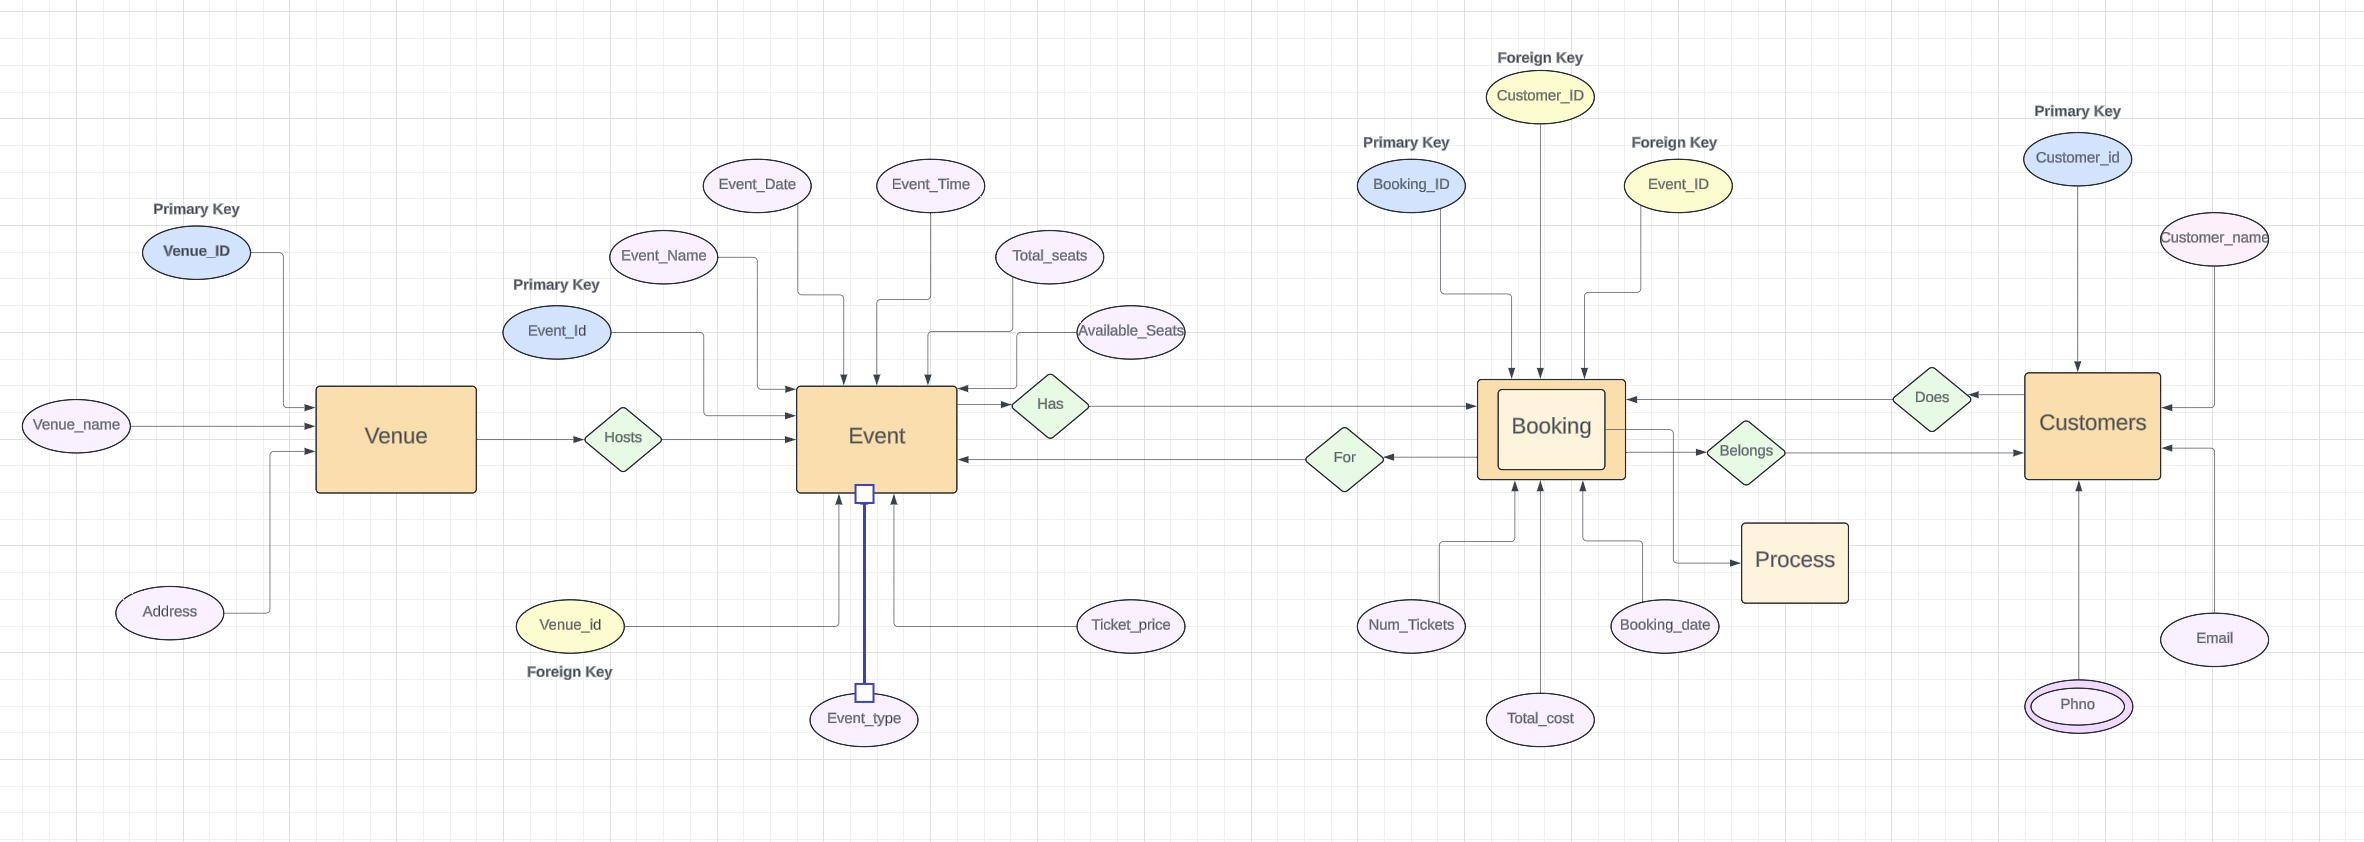 Foreign Key
Customer_ID
Primary Key
Customer_id
Primary Key
Booking_ID
Foreign Key
Event_ID
Event_Date
Event_Time
Primary Key
Venue_ID
Customer_name
Event_Name
Total_seats
Primary Key
Event_Id
Available_Seats
Venue_name
Venue
Hosts
Event
Has
For
Booking
Belongs
Does
Customers
Process
Address
Venue_id
Foreign Key
Ticket_price
Num_Tickets
Booking_date
Email
Event_type
Total_cost
Phno